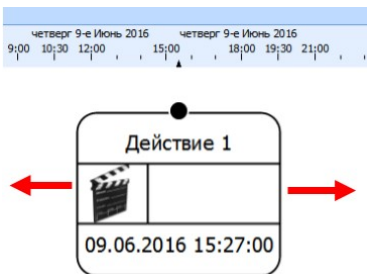 четверг 9-е Июнь 2016 четверг 9-е Июнь 2016
9:00 10:30 12:00 15:00 18:00 19:30 21:00
Действие 1
09.06.2016 15:27:00